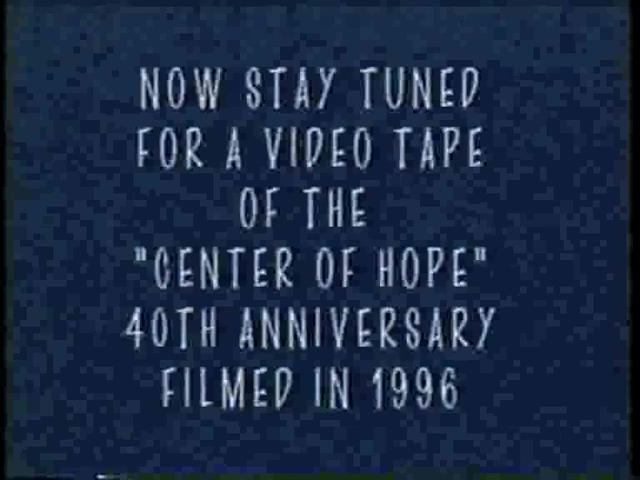 NOW STAY TUNED
FOR A VIDEO TAPE
OF THE
"CENTER OF HOPE"
40TH ANNIVERSARY
FILMED IN 1996